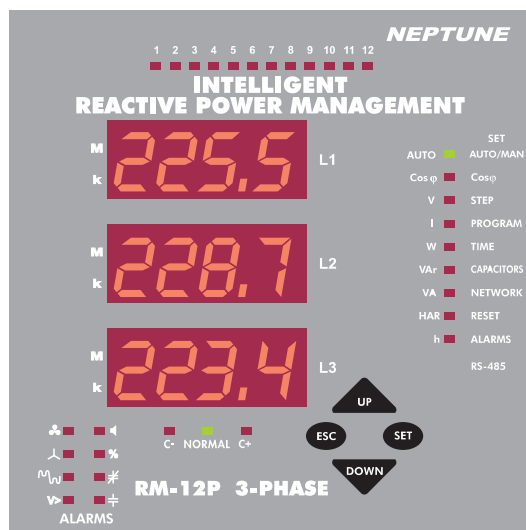 NEPTUNE
1 2 3 4 5 6 7 8 9 10 11 12
INTELLIGENT
REACTIVE POWER MANAGEMENT
M
k
225.5
L1
M
k
228.7
L2
M
k
223.4
L3
SET
AUTO AUTO/MAN
Cos φ Cosφ
V STEP
I PROGRAM
W TIME
VAr CAPACITORS
VA NETWORK
HAR RESET
h ALARMS
RS-485
UP
ESC SET
DOWN
C- NORMAL C+
%
V>
ALARMS
RM-12P 3-PHASE